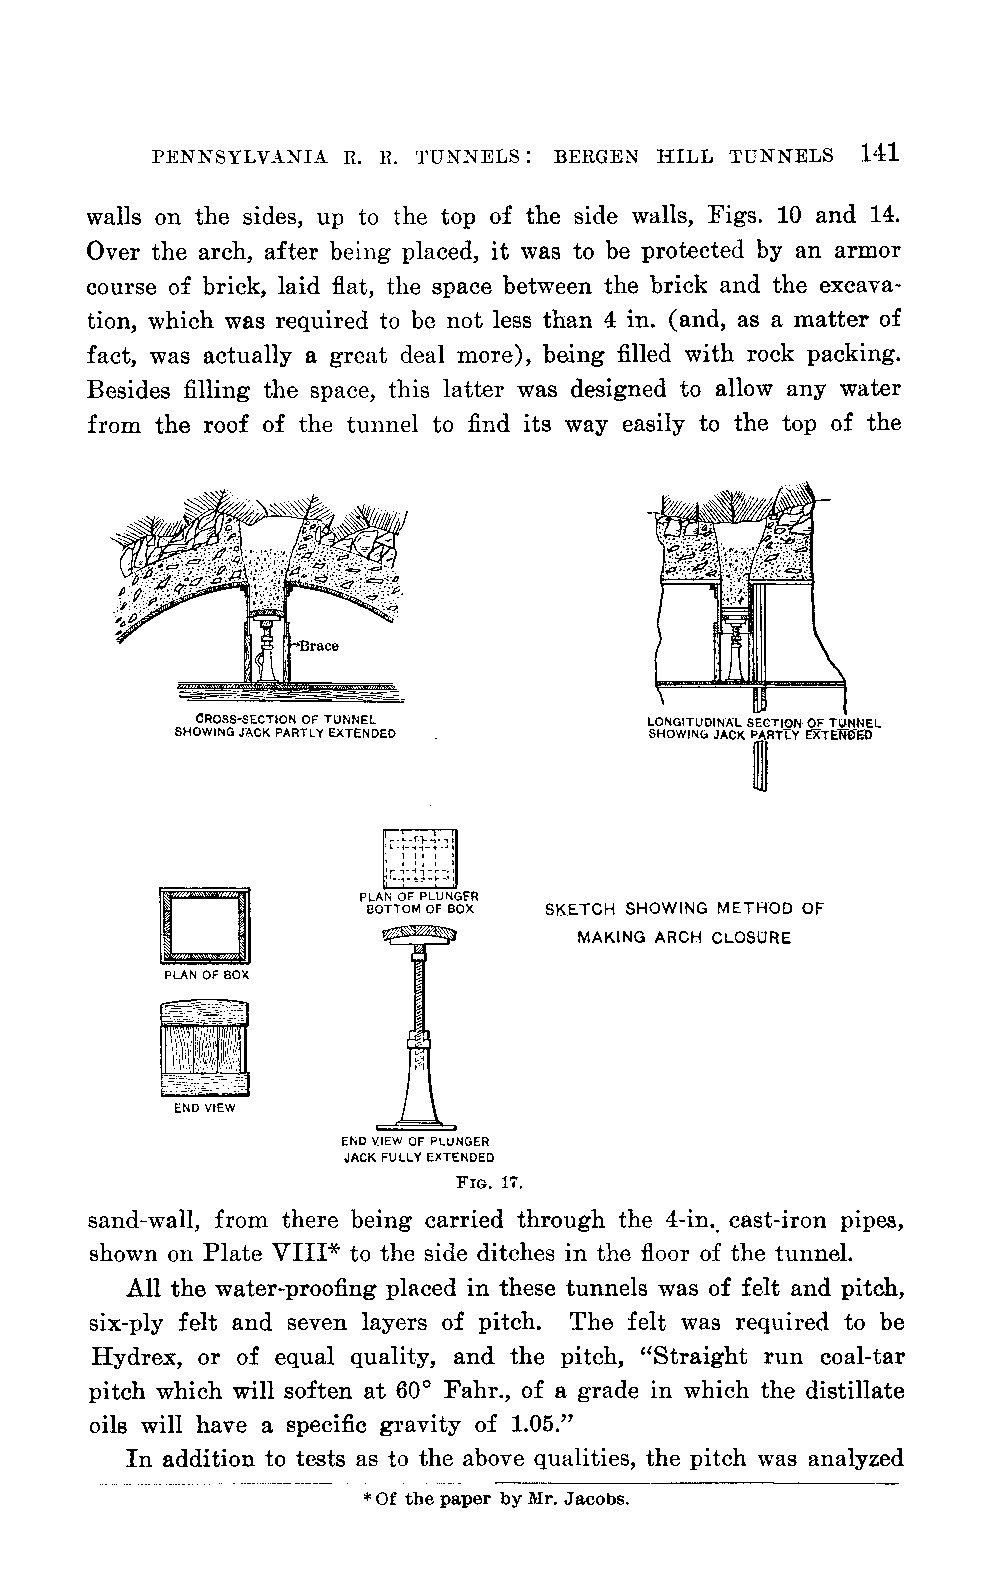 PENNSYLVANIA R. R. TUNNELS: BERGEN HILL TUNNELS 141
walls on the sides, up to the top of the side walls, Figs. 10 and 14.
Over the arch, after being placed, it was to be protected by an armor
course of brick, laid flat, the space between the brick and the excava-
tion, which was required to be not less than 4 in. (and, as a matter of
fact, was actually a great deal more), being filled with rock packing.
Besides filling the space, this latter was designed to allow any water
from the roof of the tunnel to find its way easily to the top of the
Brace
CROSS-SECTION OF TUNNEL
SHOWING JACK PARTLY EXTENDED
LONGITUDINAL SECTION OF TUNNEL
SHOWING JACK PARTLY EXTENDED
PLAN OF PLUNGER
BOTTOM OF BOX
SKETCH SHOWING METHOD OF
MAKING ARCH CLOSURE
PLAN OF BOX
END VIEW
END VIEW OF PLUNGER
JACK FULLY EXTENDED
FIG. 17.
sand-wall, from there being carried through the 4-in. cast-iron pipes,
shown on Plate VIII* to the side ditches in the floor of the tunnel.
All the water-proofing placed in these tunnels was of felt and pitch,
six-ply felt and seven layers of pitch. The felt was required to be
Hydrex, or of equal quality, and the pitch, “Straight run coal-tar
pitch which will soften at 60° Fahr., of a grade in which the distillate
oils will have a specific gravity of 1.05.”
In addition to tests as to the above qualities, the pitch was analyzed
*Of the paper by Mr. Jacobs.